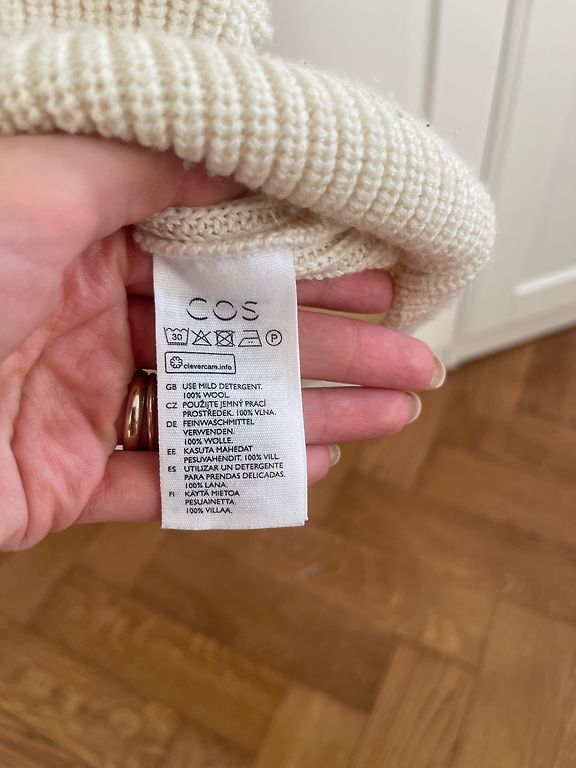 COS
30 P
clevercare.info
GB USE MILD DETERGENT.
100% WOOL.
CZ POUŽIJTE JEMNÝ PRACÍ
PROSTŘEDEK. 100% VLNA.
DE FEINWASCHMITTEL
VERWENDEN.
100% WOLLE.
EE KASUTA MAHEDAT
PESUVAHENDIT. 100% VILL.
ES UTILIZAR UN DETERGENTE
PARA PRENDAS DELICADAS.
100% LANA.
FI KÄYTÄ MIETOA
PESUAINETTA.
100% VILLAA.